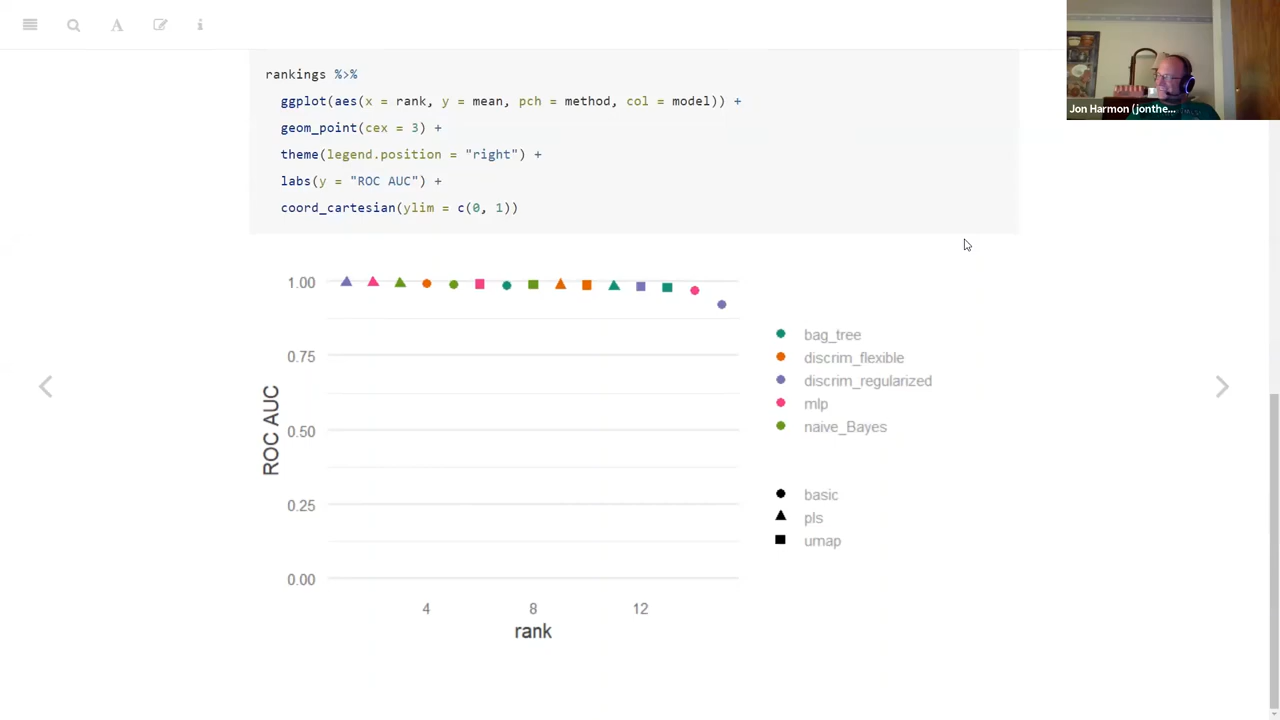 rankings %>%
ggplot(aes(x = rank, y = mean, pch = method, col = model)) +
geom_point(cex = 3) +
theme(legend.position = "right") +
labs(y = "ROC AUC") +
coord_cartesian(ylim = c(0, 1))
Jon Harmon (jonthe...
1.00
0.75
0.50
0.25
0.00
ROC AUC
4 8 12
rank
bag_tree
discrim_flexible
discrim_regularized
mlp
naive_Bayes
basic
pls
umap